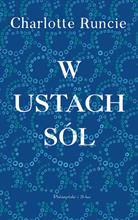 Charlotte Runcie
W
USTACH
SÓL
Prószyński i S-ka